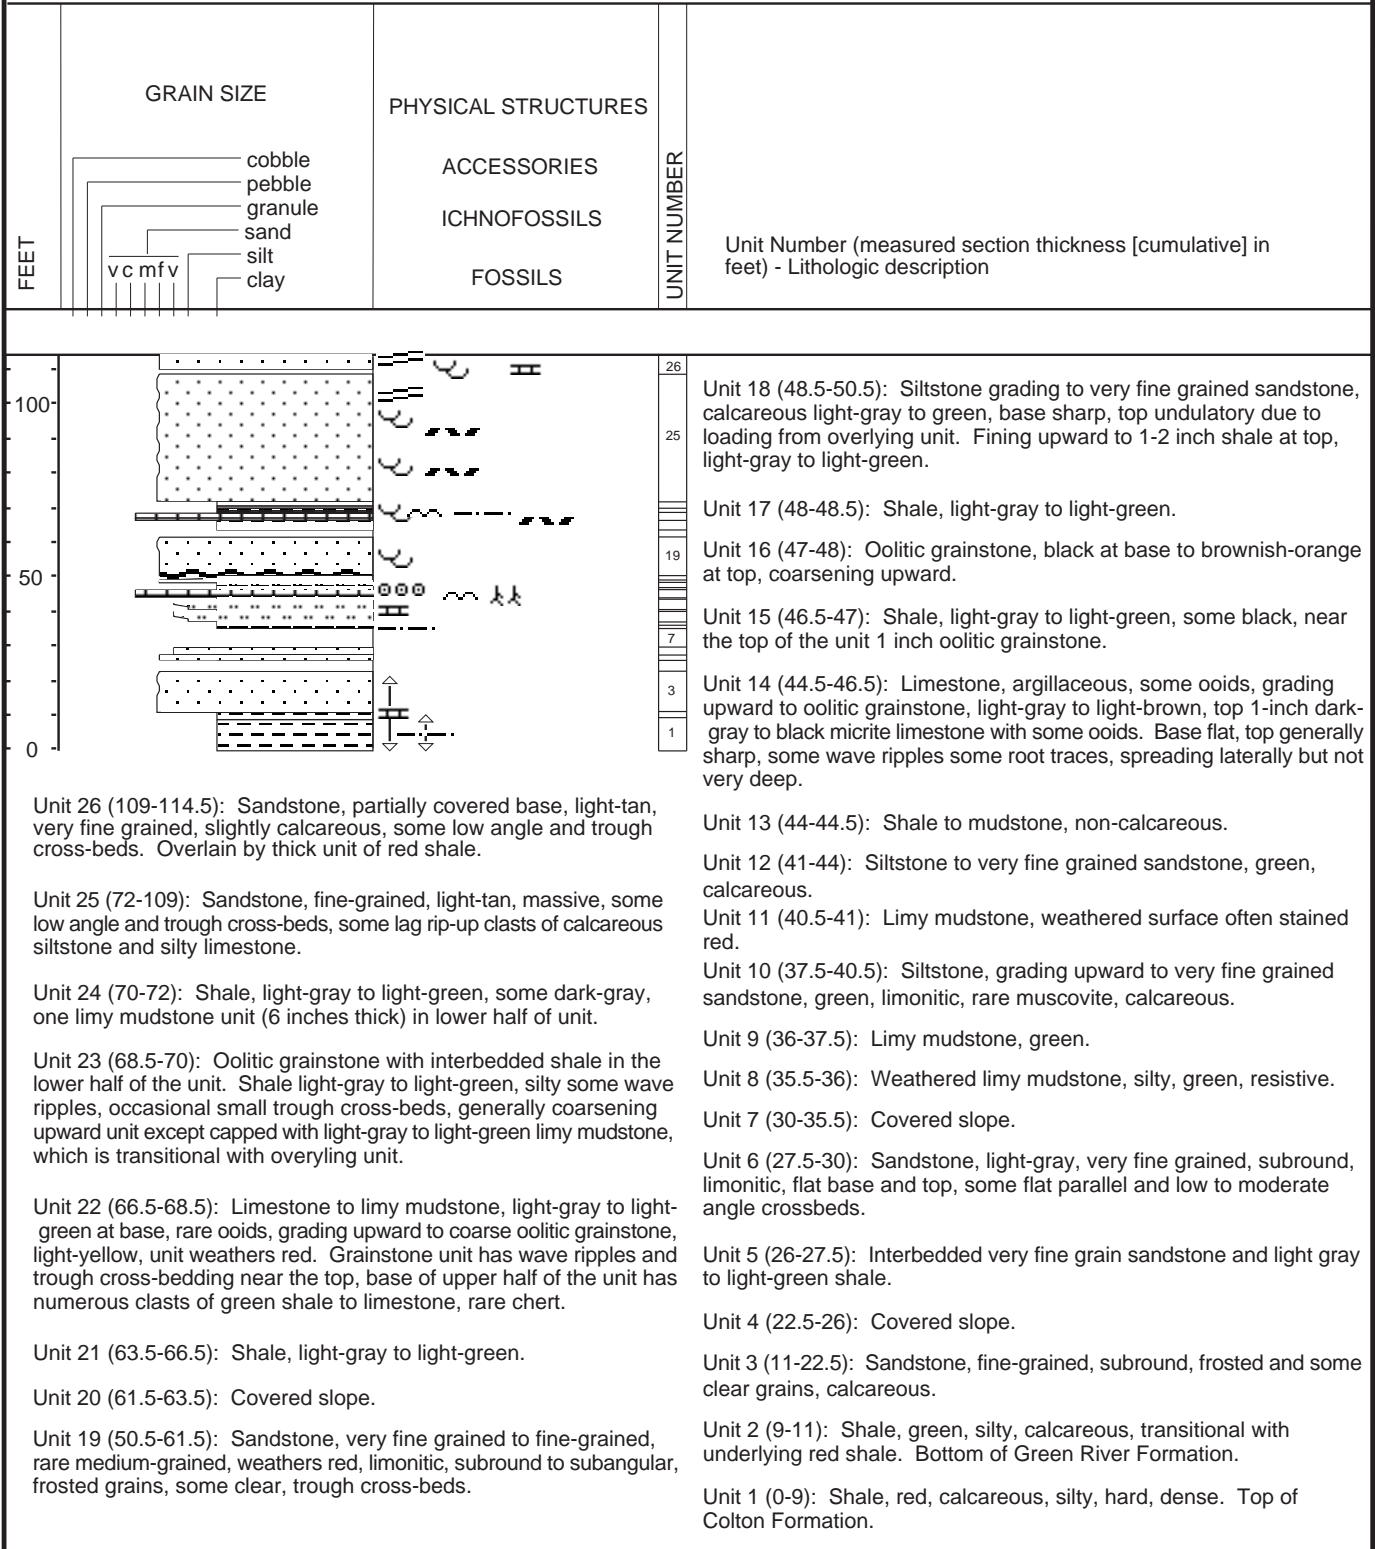 GRAIN SIZE
cobble
pebble
granule
sand
silt
v c m f v
clay
FEET
PHYSICAL STRUCTURES
ACCESSORIES
ICHNOFOSSILS
FOSSILS
UNIT NUMBER
Unit Number (measured section thickness [cumulative] in
feet) - Lithologic description
100
50
0
26
25
19
7
3
1
Unit 26 (109-114.5):  Sandstone, partially covered base, light-tan,
very fine grained, slightly calcareous, some low angle and trough
cross-beds.  Overlain by thick unit of red shale.
Unit 25 (72-109):  Sandstone, fine-grained, light-tan, massive, some
low angle and trough cross-beds, some lag rip-up clasts of calcareous
siltstone and silty limestone.
Unit 24 (70-72):  Shale, light-gray to light-green, some dark-gray,
one limy mudstone unit (6 inches thick) in lower half of unit.
Unit 23 (68.5-70):  Oolitic grainstone with interbedded shale in the
lower half of the unit.  Shale light-gray to light-green, silty some wave
ripples, occasional small trough cross-beds, generally coarsening
upward unit except capped with light-gray to light-green limy mudstone,
which is transitional with overyling unit.
Unit 22 (66.5-68.5):  Limestone to limy mudstone, light-gray to light-
green at base, rare ooids, grading upward to coarse oolitic grainstone,
light-yellow, unit weathers red.  Grainstone unit has wave ripples and
trough cross-bedding near the top, base of upper half of the unit has
numerous clasts of green shale to limestone, rare chert.
Unit 21 (63.5-66.5):  Shale, light-gray to light-green.
Unit 20 (61.5-63.5):  Covered slope.
Unit 19 (50.5-61.5):  Sandstone, very fine grained to fine-grained,
rare medium-grained, weathers red, limonitic, subround to subangular,
frosted grains, some clear, trough cross-beds.
Unit 18 (48.5-50.5):  Siltstone grading to very fine grained sandstone,
calcareous light-gray to green, base sharp, top undulatory due to
loading from overlying unit.  Fining upward to 1-2 inch shale at top,
light-gray to light-green.
Unit 17 (48-48.5):  Shale, light-gray to light-green.
Unit 16 (47-48):  Oolitic grainstone, black at base to brownish-orange
at top, coarsening upward.
Unit 15 (46.5-47):  Shale, light-gray to light-green, some black, near
the top of the unit 1 inch oolitic grainstone.
Unit 14 (44.5-46.5):  Limestone, argillaceous, some ooids, grading
upward to oolitic grainstone, light-gray to light-brown, top 1-inch dark-
gray to black micrite limestone with some ooids.  Base flat, top generally
sharp, some wave ripples some root traces, spreading laterally but not
very deep.
Unit 13 (44-44.5):  Shale to mudstone, non-calcareous.
Unit 12 (41-44):  Siltstone to very fine grained sandstone, green,
calcareous.
Unit 11 (40.5-41):  Limy mudstone, weathered surface often stained
red.
Unit 10 (37.5-40.5):  Siltstone, grading upward to very fine grained
sandstone, green, limonitic, rare muscovite, calcareous.
Unit 9 (36-37.5):  Limy mudstone, green.
Unit 8 (35.5-36):  Weathered limy mudstone, silty, green, resistive.
Unit 7 (30-35.5):  Covered slope.
Unit 6 (27.5-30):  Sandstone, light-gray, very fine grained, subround,
limonitic, flat base and top, some flat parallel and low to moderate
angle crossbeds.
Unit 5 (26-27.5):  Interbedded very fine grain sandstone and light gray
to light-green shale.
Unit 4 (22.5-26):  Covered slope.
Unit 3 (11-22.5):  Sandstone, fine-grained, subround, frosted and some
clear grains, calcareous.
Unit 2 (9-11):  Shale, green, silty, calcareous, transitional with
underlying red shale.  Bottom of Green River Formation.
Unit 1 (0-9):  Shale, red, calcareous, silty, hard, dense.  Top of
Colton Formation.